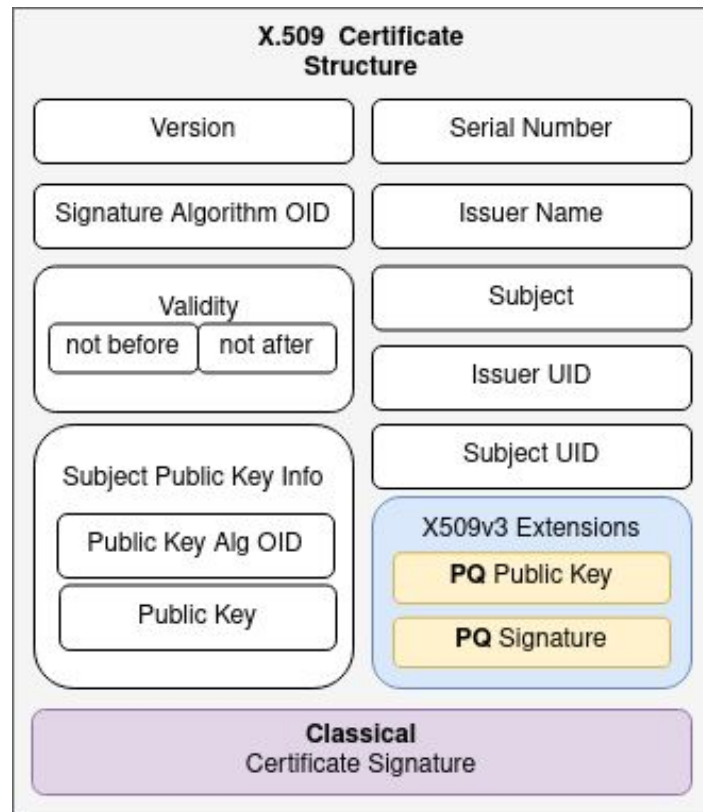 X.509 Certificate
Structure
Version
Serial Number
Signature Algorithm OID
Issuer Name
Validity
not before
not after
Subject
Issuer UID
Subject Public Key Info
Public Key Alg OID
Public Key
Subject UID
X509v3 Extensions
PQ Public Key
PQ Signature
Classical
Certificate Signature